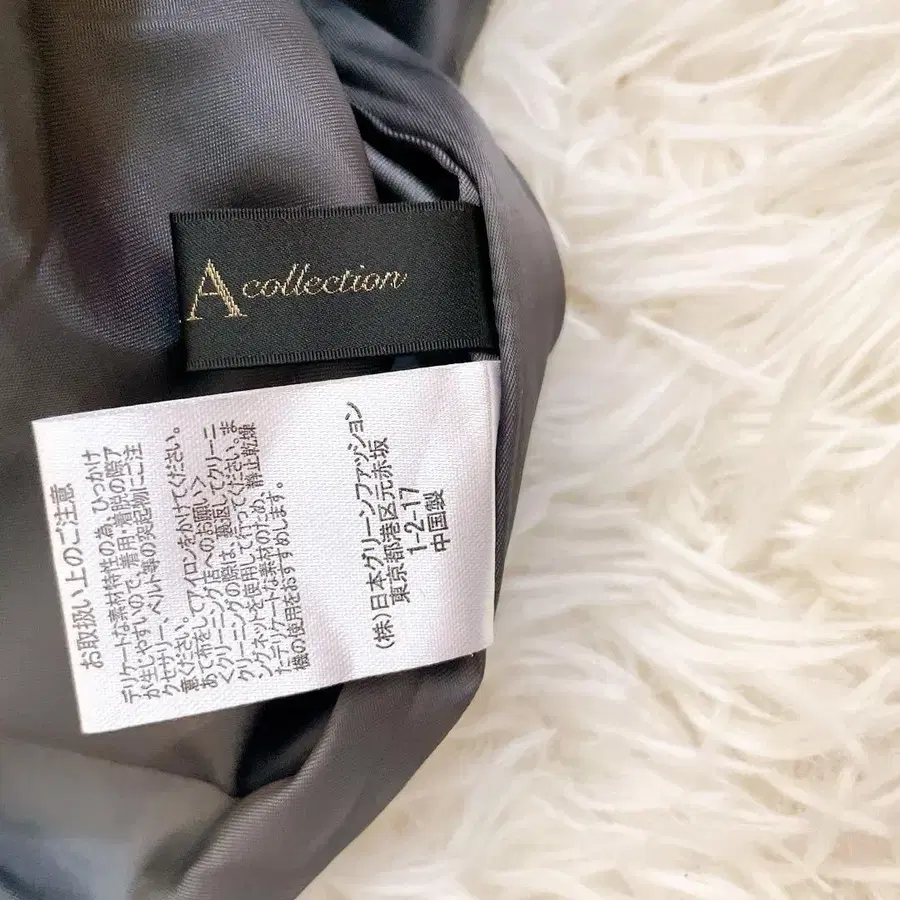 A collection
お取扱い上のご注意
デリケートな素材特性の為、ひっかけ
が生しやすいので、着用・着脱の際ア
クセサリー、ベルト等の突起物にご注
意ください。
あて布をしてアイロンをかけてください。
＜クリーニング店へのお願い＞
クリーニングの際は、裏返してクリーニ
ングネットを使用して行ってください。ま
たデリケートな素材のため、静止乾燥
機の使用をおすすめします。
(株)日本グリーンファッション
東京都港区元赤坂
1-2-17
中国製